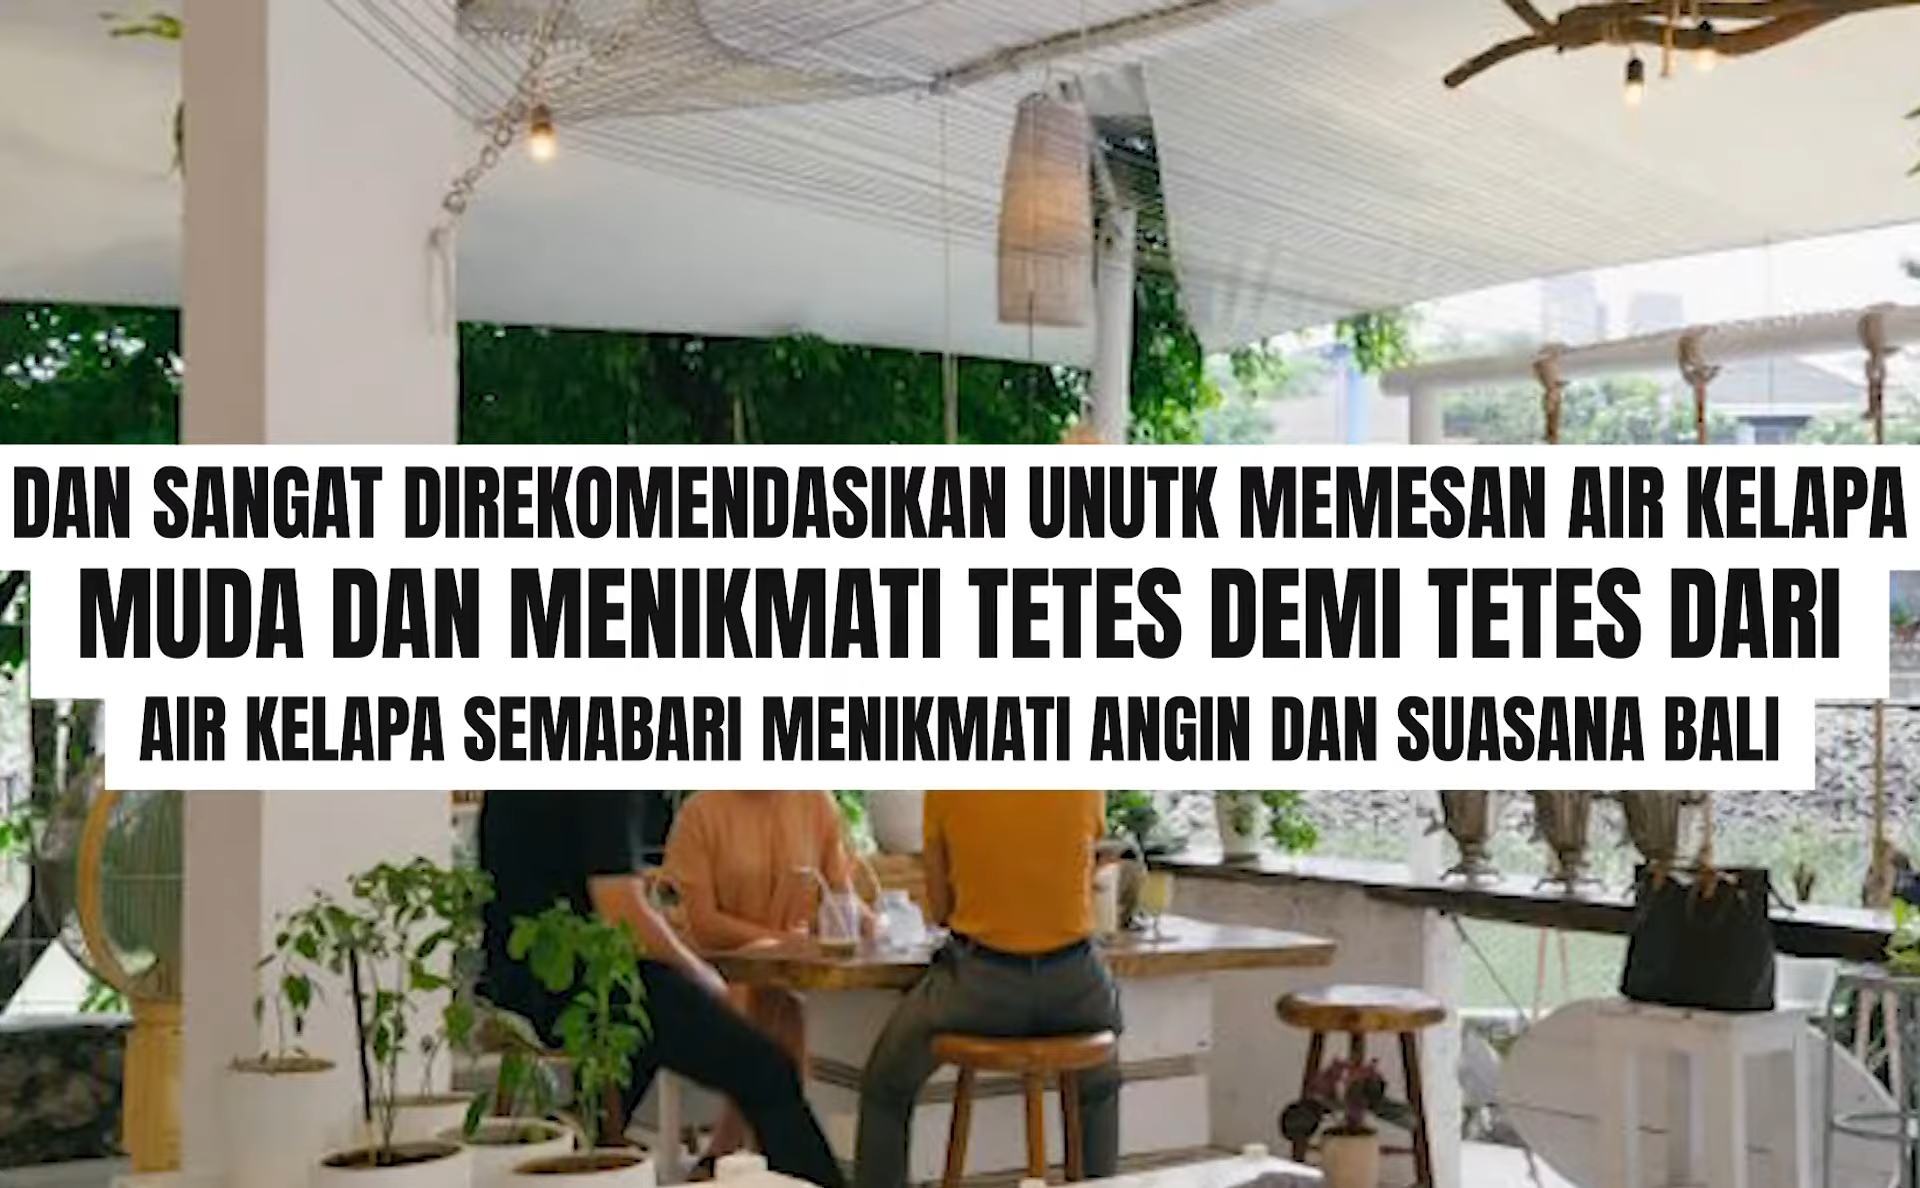 DAN SANGAT DIREKOMENDASIKAN UNUTK MEMESAN AIR KELAPA
MUDA DAN MENIKMATI TETES DEMI TETES DARI
AIR KELAPA SEMABARI MENIKMATI ANGIN DAN SUASANA BALI